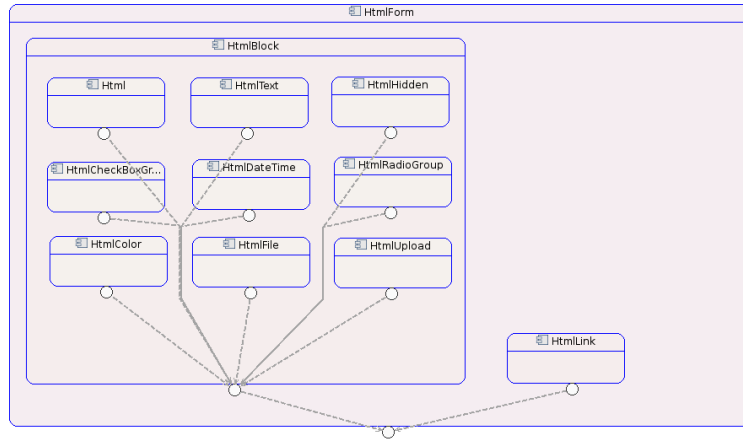 HtmlForm
HtmlBlock
Html
HtmlText
HtmlHidden
HtmlCheckBoxGr...
HtmlDateTime
HtmlRadioGroup
HtmlColor
HtmlFile
HtmlUpload
HtmlLink